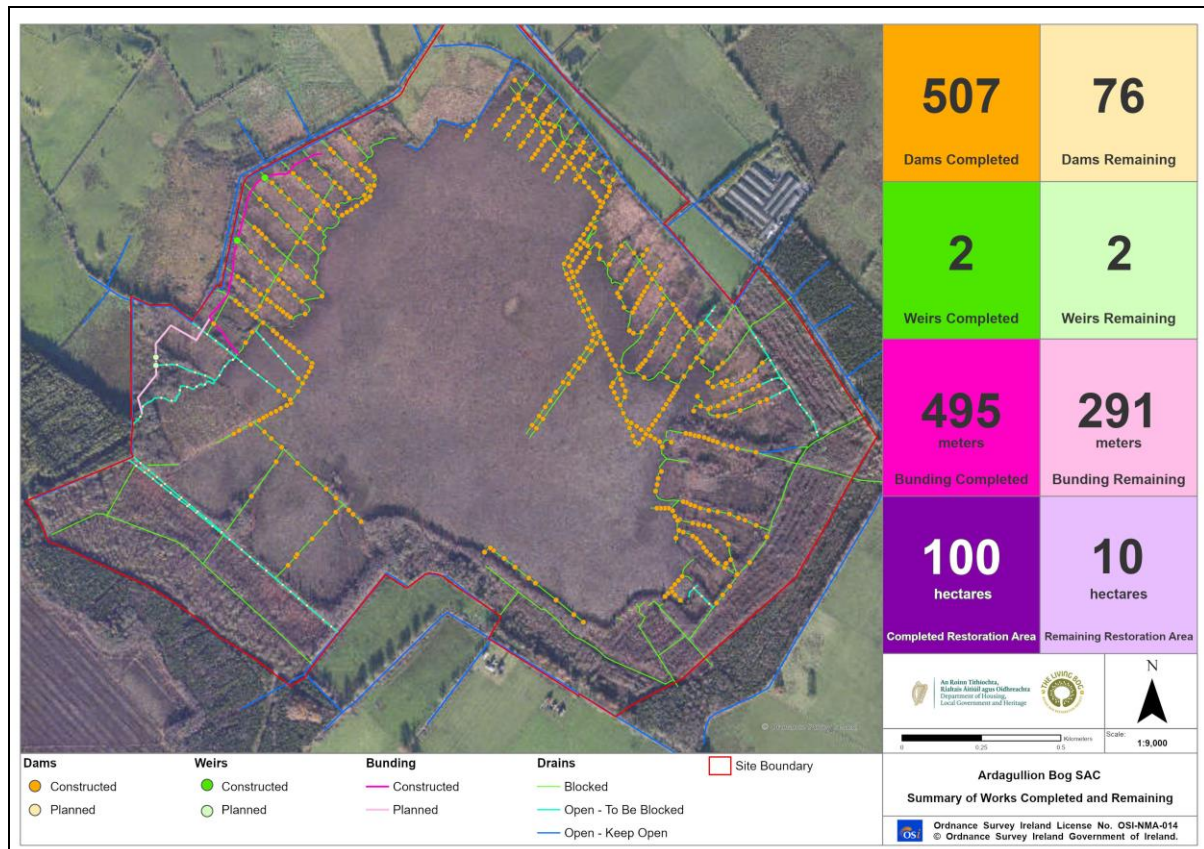 507
Dams Completed
76
Dams Remaining
2
Weirs Completed
2
Weirs Remaining
495
meters
Bunding Completed
291
meters
Bunding Remaining
100
hectares
Completed Restoration Area
10
hectares
Remaining Restoration Area
An Roinn Tithíochta,
Rialtais Áitiúil agus Oidhreachta
Department of Housing,
Local Government and Heritage
THE LIVING BOG
N
0 0.25 0.5
Kilometers
Scale:
1:9,000
© Ordnance Survey Ireland
Dams
Constructed
Planned
Weirs
Constructed
Planned
Bunding
Constructed
Planned
Drains
Blocked
Open - To Be Blocked
Open - Keep Open
Site Boundary
Ardagullion Bog SAC
Summary of Works Completed and Remaining
OSi
Ordnance Survey Ireland License No. OSI-NMA-014
© Ordnance Survey Ireland Government of Ireland.